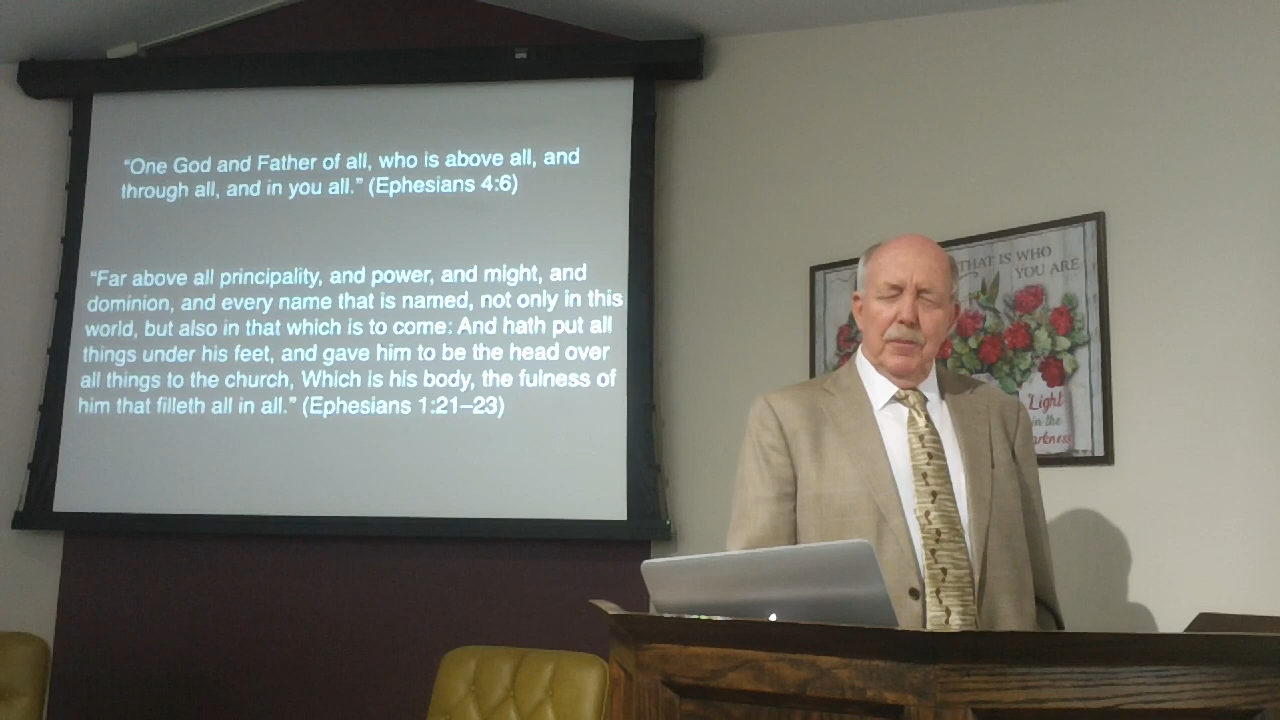 “One God and Father of all, who is above all, and
through all, and in you all.” (Ephesians 4:6)
“Far above all principality, and power, and might, and
dominion, and every name that is named, not only in this
world, but also in that which is to come: And hath put all
things under his feet, and gave him to be the head over
all things to the church, Which is his body, the fulness of
him that filleth all in all.” (Ephesians 1:21–23)
THAT IS WHO
YOU ARE
Light
in the
arkness